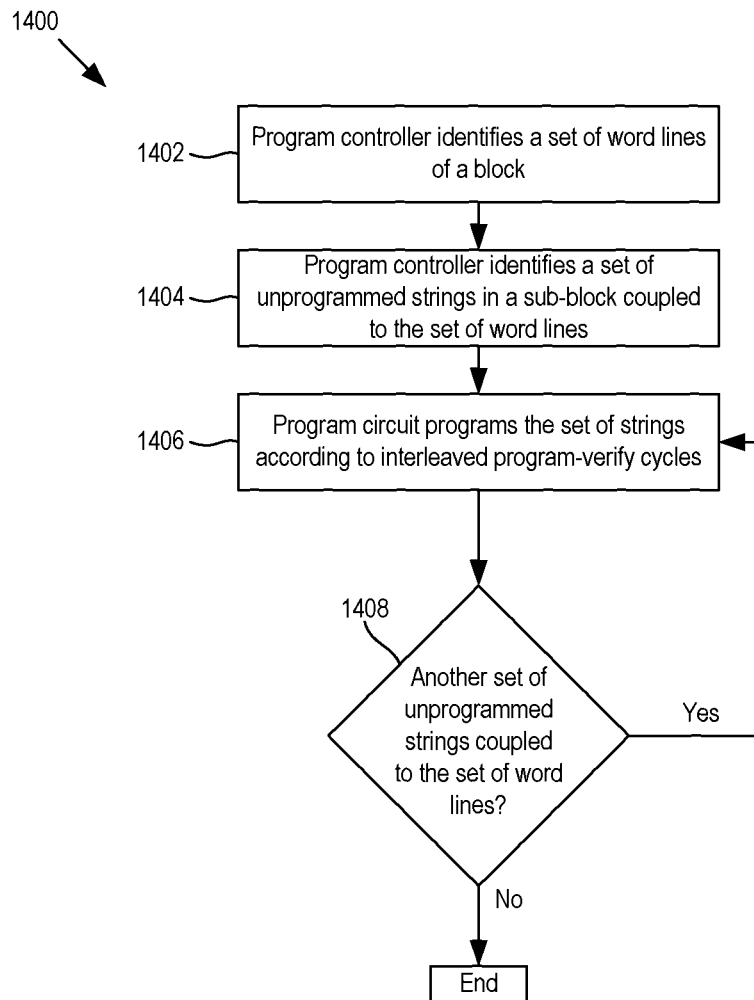 1400
1402
Program controller identifies a set of word lines
of a block
1404
Program controller identifies a set of
unprogrammed strings in a sub-block coupled
to the set of word lines
1406
Program circuit programs the set of strings
according to interleaved program-verify cycles
1408
Another set of
unprogrammed
strings coupled
to the set of word
lines?
Yes
No
End